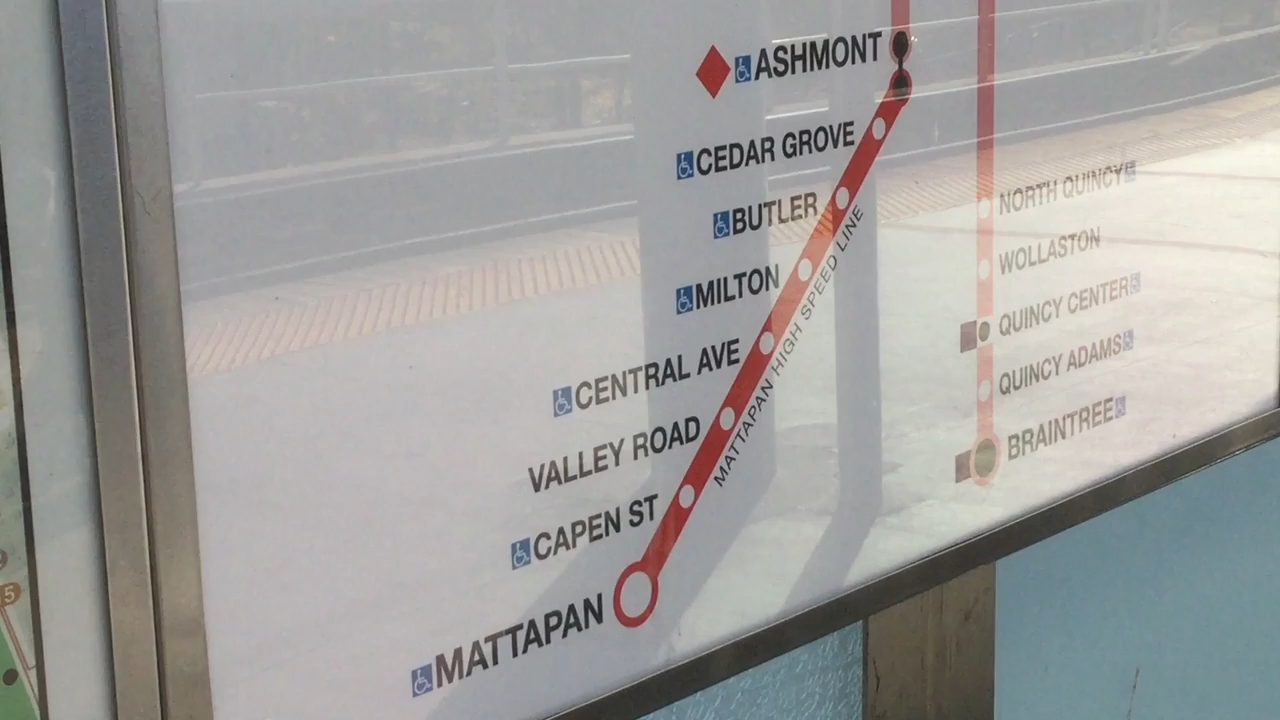 ASHMONT
CEDAR GROVE
BUTLER
MILTON
CENTRAL AVE
VALLEY ROAD
CAPEN ST
MATTAPAN
MATTAPAN HIGH SPEED LINE
NORTH QUINCY
WOLLASTON
QUINCY CENTER
QUINCY ADAMS
BRAINTREE
5